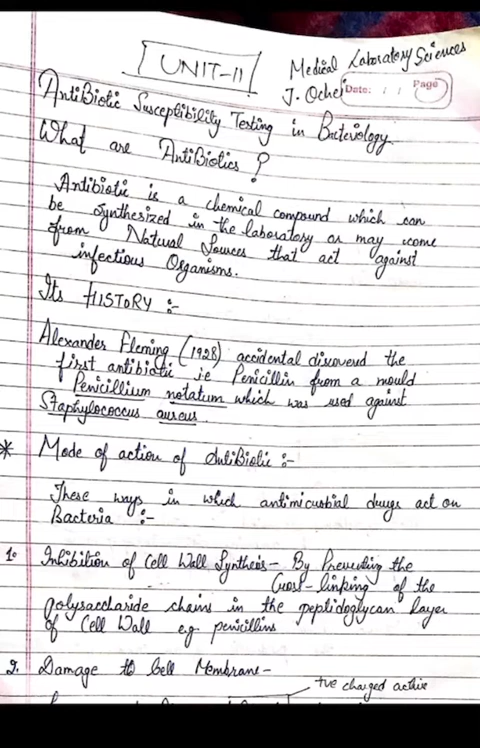 UNIT-11
Medical Laboratory Sciences
J. Ochei
Date: / / Page
AntiBiotic Susceptibility Testing in Bacteriology
What are AntiBiotics ?
Antibiotic is a chemical compound which can
be synthesized in the laboratory or may come
from Natural Sources that act against
infectious Organisms.
Its HISTORY :-
Alexander Fleming (1928) accidental discoverd the
first antibiotic i.e Penicillin from a mould
Penicillium notatum which was used against
Staphylococcus aureus.
* Mode of action of AntiBiotic :-
These ways in which antimicrobial drugs act on
Bacteria :-
1. Inhibition of Cell Wall Synthesis - By Preventing the
Cross-linking of the
polysaccharide chains in the peptidoglycan layer
of Cell Wall e.g penicillins
2. Damage to Cell Membrane -
+ve charged active